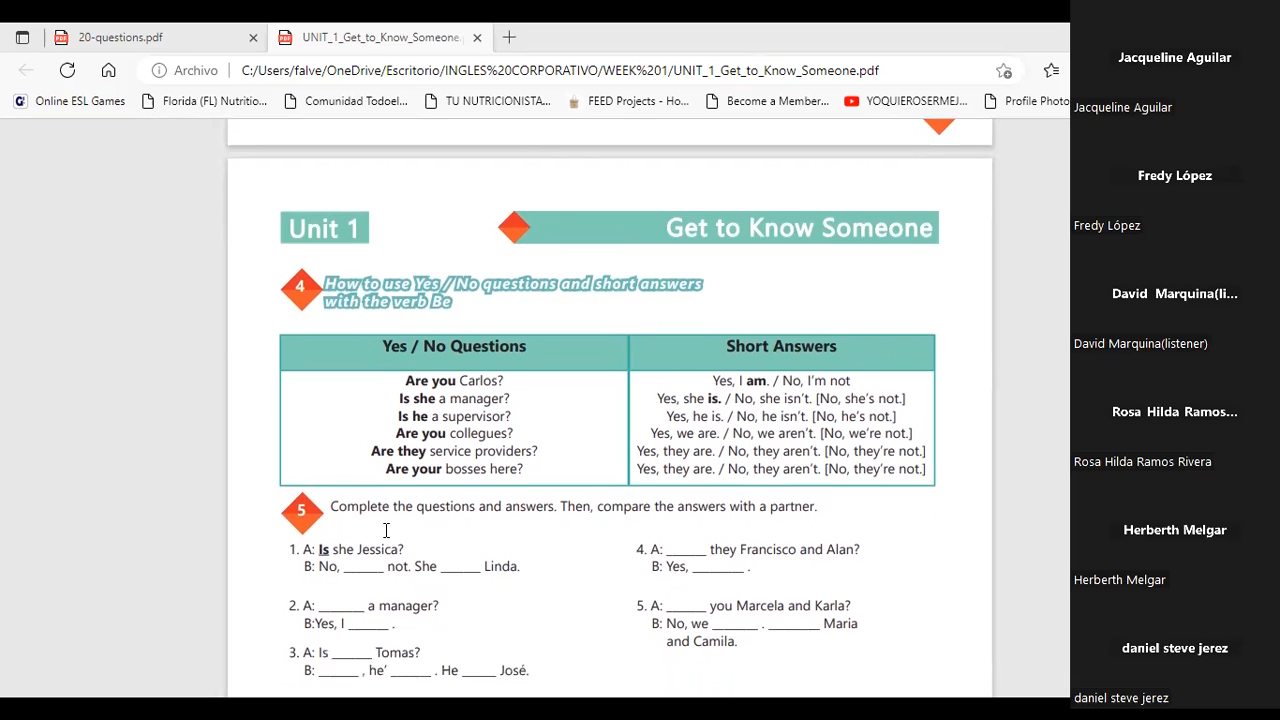 20-questions.pdf
UNIT_1_Get_to_Know_Someone.
Archivo
C:/Users/falve/OneDrive/Escritorio/INGLES%20CORPORATIVO/WEEK%201/UNIT_1_Get_to_Know_Someone.pdf
Online ESL Games
Florida (FL) Nutritio...
Comunidad Todoel...
TU NUTRICIONISTA...
FEED Projects - Ho...
Become a Member...
YOQUIEROSERMEJ...
Profile Photo
Unit 1
Get to Know Someone
4
How to use Yes / No questions and short answers
with the verb Be
Yes / No Questions
Short Answers
Are you Carlos?
Yes, I am. / No, I'm not
Is she a manager?
Yes, she is. / No, she isn't. [No, she's not.]
Is he a supervisor?
Yes, he is. / No, he isn't. [No, he's not.]
Are you collegues?
Yes, we are. / No, we aren't. [No, we're not.]
Are they service providers?
Yes, they are. / No, they aren't. [No, they're not.]
Are your bosses here?
Yes, they are. / No, they aren't. [No, they're not.]
5
Complete the questions and answers. Then, compare the answers with a partner.
1. A: Is she Jessica?
B: No, ______ not. She ______ Linda.
2. A: _______ a manager?
B:Yes, I ______ .
3. A: Is ______ Tomas?
B: ______ , he' ______ . He _____ José.
4. A: ______ they Francisco and Alan?
B: Yes, ________ .
5. A: ______ you Marcela and Karla?
B: No, we _______ . ________ Maria
and Camila.
Jacqueline Aguilar
Jacqueline Aguilar
Fredy López
Fredy López
David Marquina(li...
David Marquina(listener)
Rosa Hilda Ramos...
Rosa Hilda Ramos Rivera
Herberth Melgar
Herberth Melgar
daniel steve jerez
daniel steve jerez